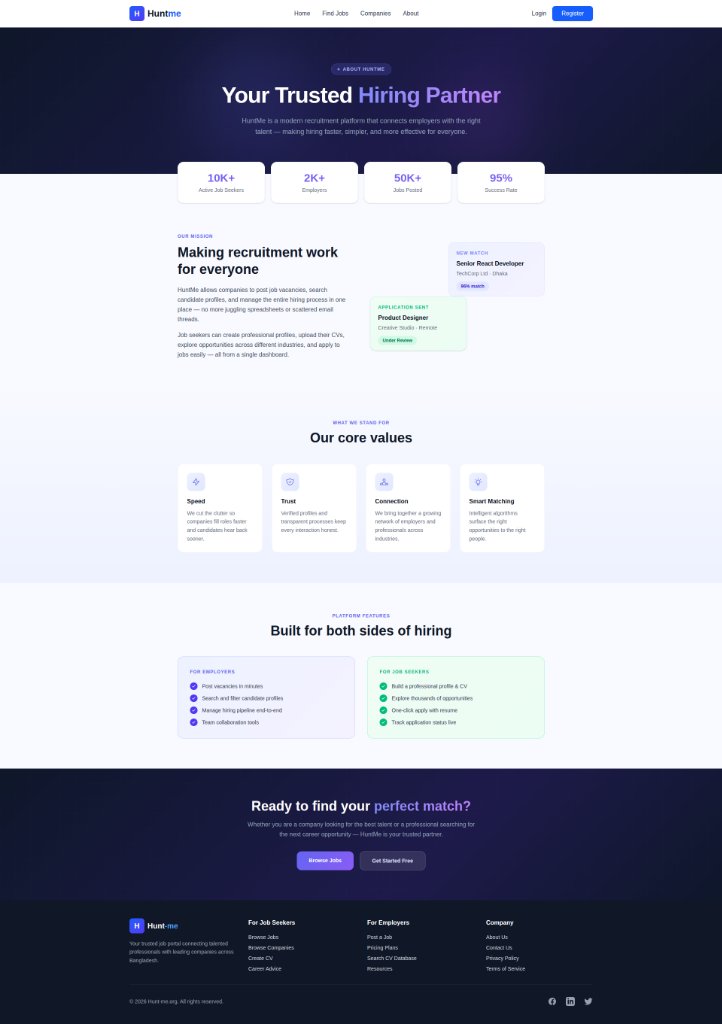 H Huntme
Home Find Jobs Companies About
Login Register
+ ABOUT HUNTME
Your Trusted Hiring Partner
HuntMe is a modern recruitment platform that connects employers with the right
talent — making hiring faster, simpler, and more effective for everyone.
10K+ 2K+ 50K+ 95%
Active Job Seekers Employers Jobs Posted Success Rate
OUR MISSION
Making recruitment work
for everyone
HuntMe allows companies to post job vacancies, search
candidate profiles, and manage the entire hiring process in one
place — no more juggling spreadsheets or scattered email
threads.
Job seekers can create professional profiles, upload their CVs,
explore opportunities across different industries, and apply to
jobs easily — all from a single dashboard.
NEW MATCH
Senior React Developer
TechCorp Ltd · Dhaka
95% match
APPLICATION SENT
Product Designer
Creative Studio · Remote
Under Review
WHAT WE STAND FOR
Our core values
Speed
We cut the clutter so
companies fill roles faster
and candidates hear back
sooner.
Trust
Verified profiles and
transparent processes keep
every interaction honest.
Connection
We bring together a growing
network of employers and
professionals across
industries.
Smart Matching
Intelligent algorithms
surface the right
opportunities to the right
people.
PLATFORM FEATURES
Built for both sides of hiring
FOR EMPLOYERS
Post vacancies in minutes
Search and filter candidate profiles
Manage hiring pipeline end-to-end
Team collaboration tools
FOR JOB SEEKERS
Build a professional profile & CV
Explore thousands of opportunities
One-click apply with resume
Track application status live
Ready to find your perfect match?
Whether you are a company looking for the best talent or a professional searching for
the next career opportunity — HuntMe is your trusted partner.
Browse Jobs Get Started Free
H Hunt-me
Your trusted job portal connecting talented
professionals with leading companies across
Bangladesh.
For Job Seekers
Browse Jobs
Browse Companies
Create CV
Career Advice
For Employers
Post a Job
Pricing Plans
Search CV Database
Resources
Company
About Us
Contact Us
Privacy Policy
Terms of Service
© 2026 Hunt-me.org. All rights reserved.